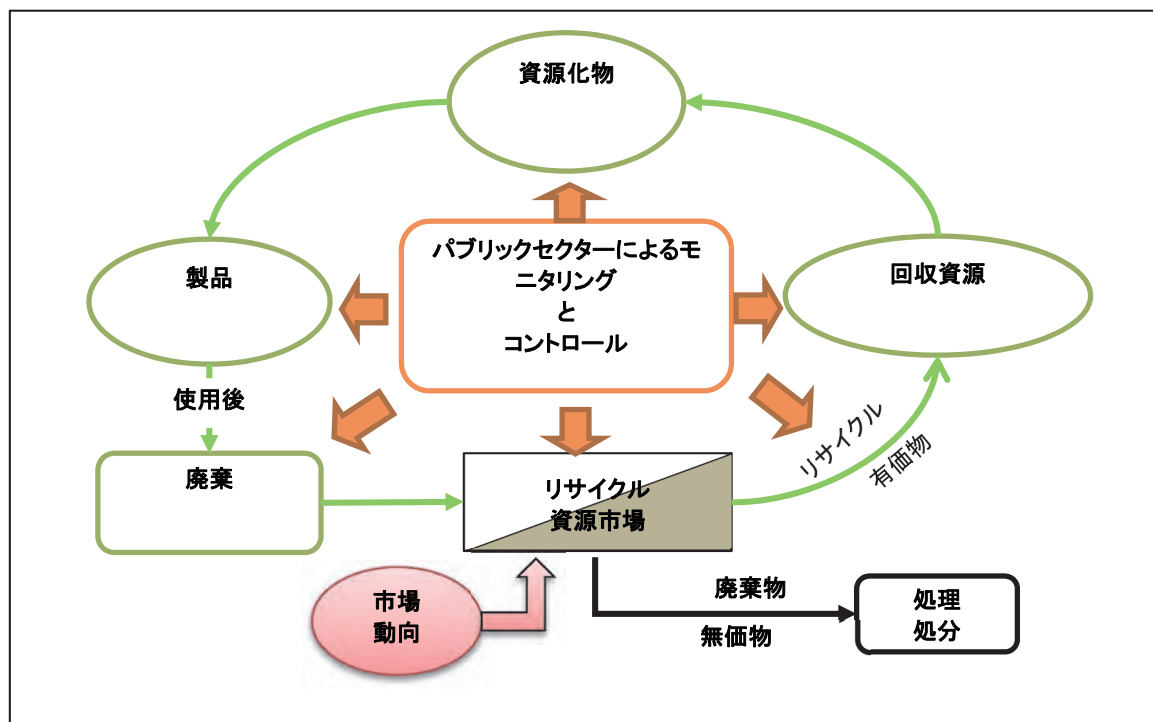 資源化物
パブリックセクターによるモ
ニタリング
と
コントロール
製品
回収資源
使用後
リサイクル
有価物
廃棄
リサイクル
資源市場
市場
動向
廃棄物
無価物
処理
処分